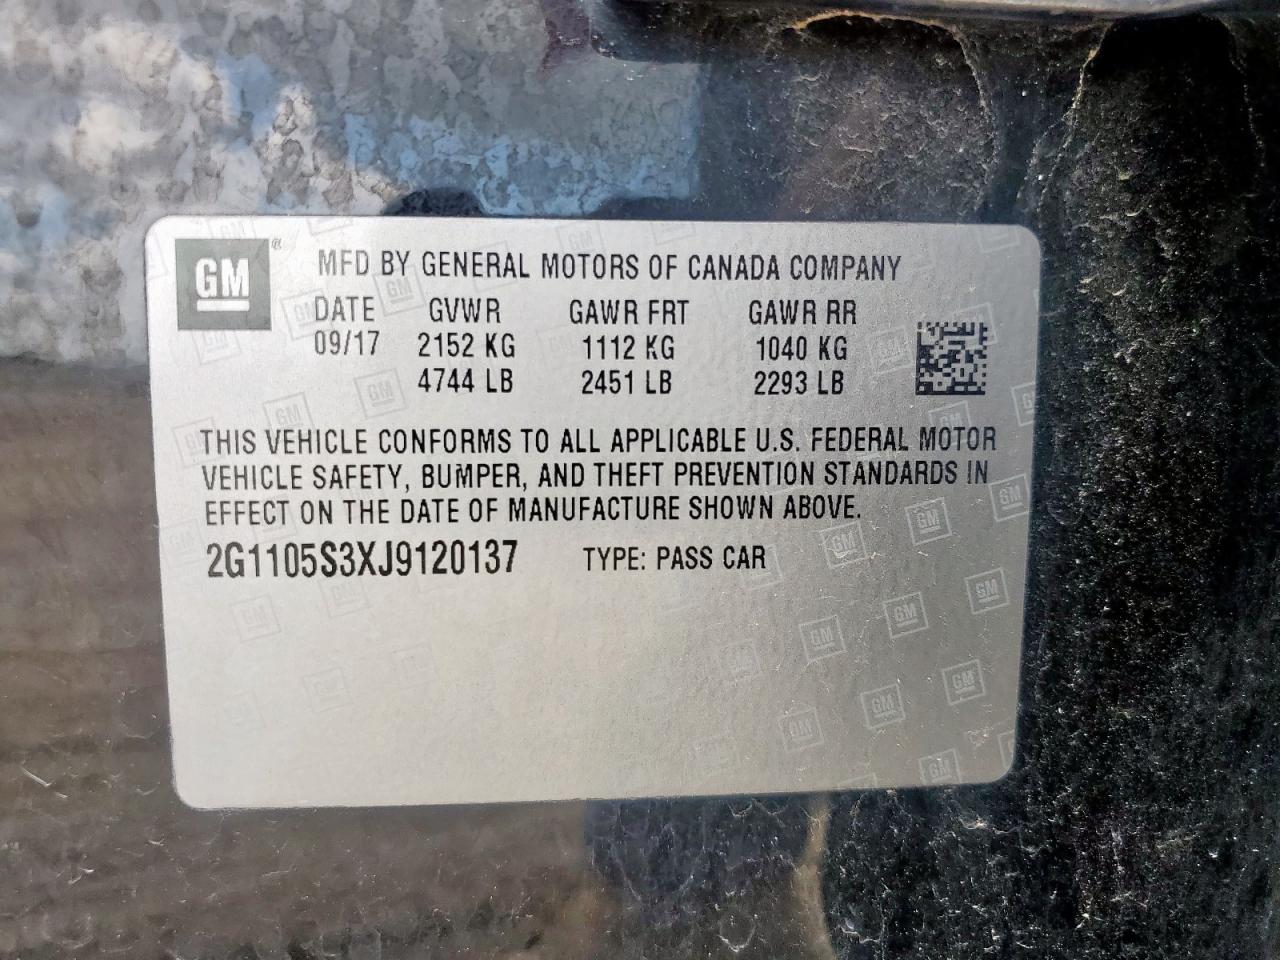 GM ® MFD BY GENERAL MOTORS OF CANADA COMPANY
DATE GVWR GAWR FRT GAWR RR
09/17 2152 KG 1112 KG 1040 KG
4744 LB 2451 LB 2293 LB
THIS VEHICLE CONFORMS TO ALL APPLICABLE U.S. FEDERAL MOTOR
VEHICLE SAFETY, BUMPER, AND THEFT PREVENTION STANDARDS IN
EFFECT ON THE DATE OF MANUFACTURE SHOWN ABOVE.
2G1105S3XJ9120137 TYPE: PASS CAR